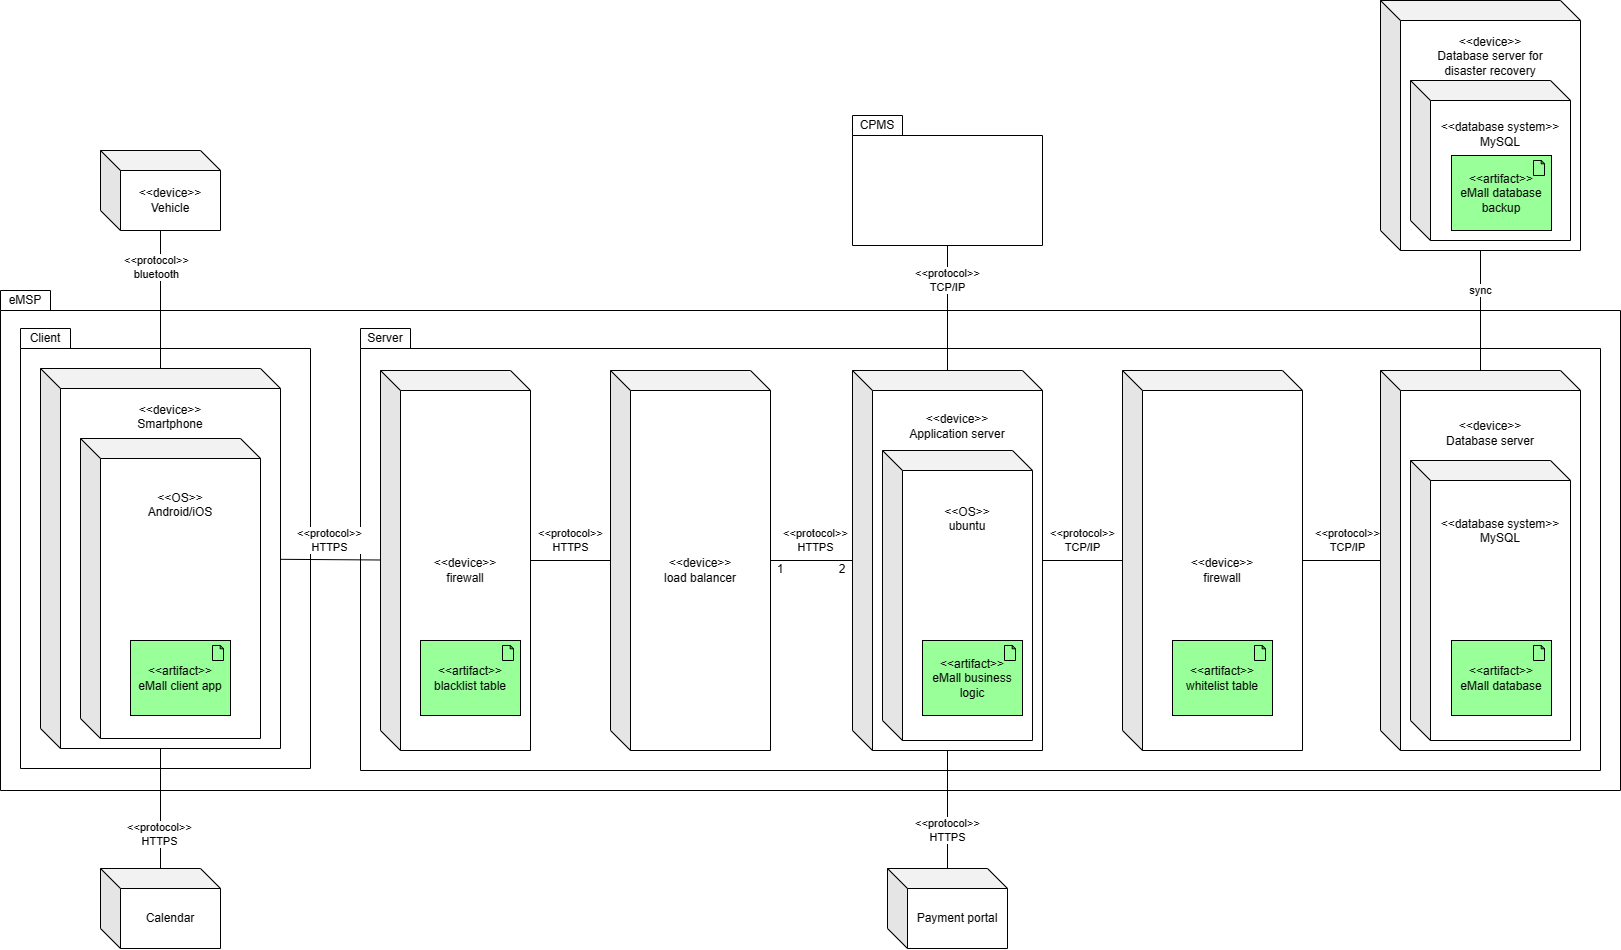 <<device>>
Database server for
disaster recovery
<<database system>>
MySQL
<<artifact>>
eMall database
backup
CPMS
<<device>>
Vehicle
<<protocol>>
bluetooth
<<protocol>>
TCP/IP
sync
eMSP
Client
Server
<<device>>
Smartphone
<<OS>>
Android/iOS
<<artifact>>
eMall client app
<<protocol>>
HTTPS
<<device>>
firewall
<<artifact>>
blacklist table
<<protocol>>
HTTPS
<<device>>
load balancer
<<protocol>>
HTTPS
1
2
<<device>>
Application server
<<OS>>
ubuntu
<<artifact>>
eMall business
logic
<<protocol>>
TCP/IP
<<device>>
firewall
<<artifact>>
whitelist table
<<protocol>>
TCP/IP
<<device>>
Database server
<<database system>>
MySQL
<<artifact>>
eMall database
<<protocol>>
HTTPS
Calendar
<<protocol>>
HTTPS
Payment portal